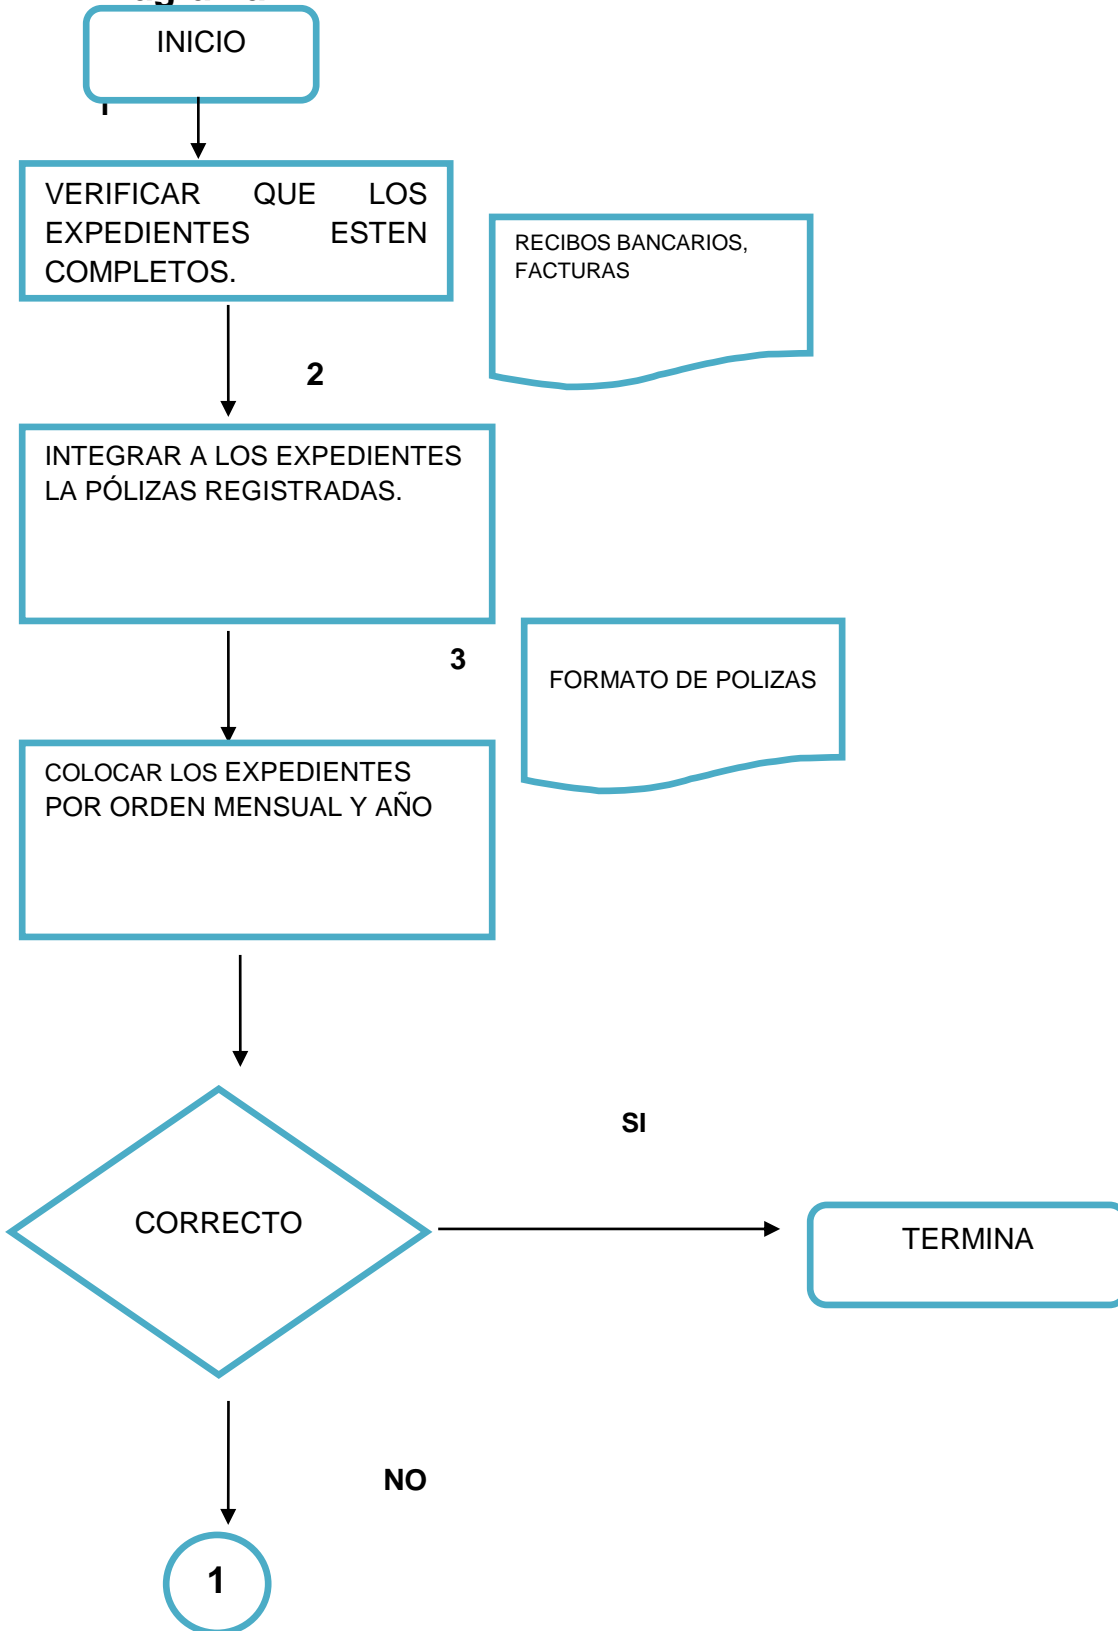 INICIO
VERIFICAR QUE LOS
EXPEDIENTES ESTEN
COMPLETOS.
RECIBOS BANCARIOS,
FACTURAS
2
INTEGRAR A LOS EXPEDIENTES
LA PÓLIZAS REGISTRADAS.
3
FORMATO DE POLIZAS
COLOCAR LOS EXPEDIENTES
POR ORDEN MENSUAL Y AÑO
SI
CORRECTO
TERMINA
NO
1